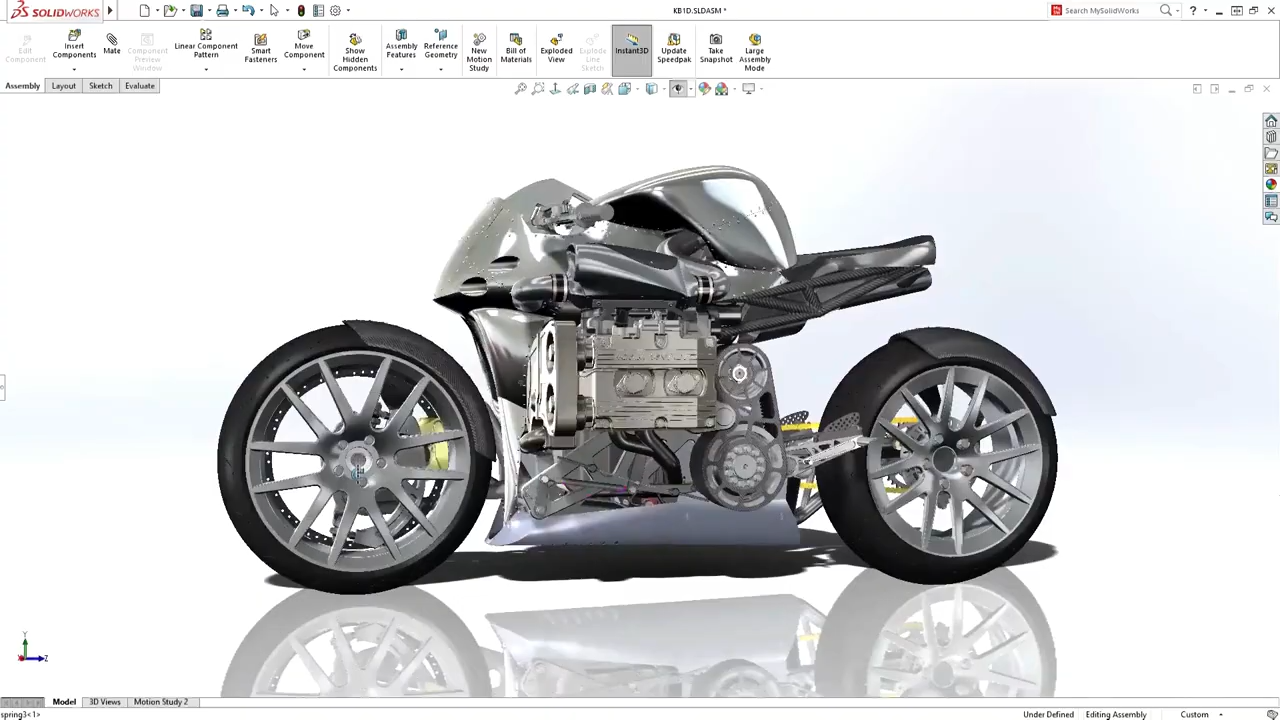 SOLIDWORKS
KB1D.SLDASM *
Search MySolidWorks
Edit Component
Insert Components
Mate
Component Preview Window
Linear Component Pattern
Smart Fasteners
Move Component
Show Hidden Components
Assembly Features
Reference Geometry
New Motion Study
Bill of Materials
Exploded View
Explode Line Sketch
Instant3D
Update Speedpak
Take Snapshot
Large Assembly Mode
Assembly
Layout
Sketch
Evaluate
Y
Z
Model
3D Views
Motion Study 2
spring3<1>
Under Defined
Editing Assembly
Custom